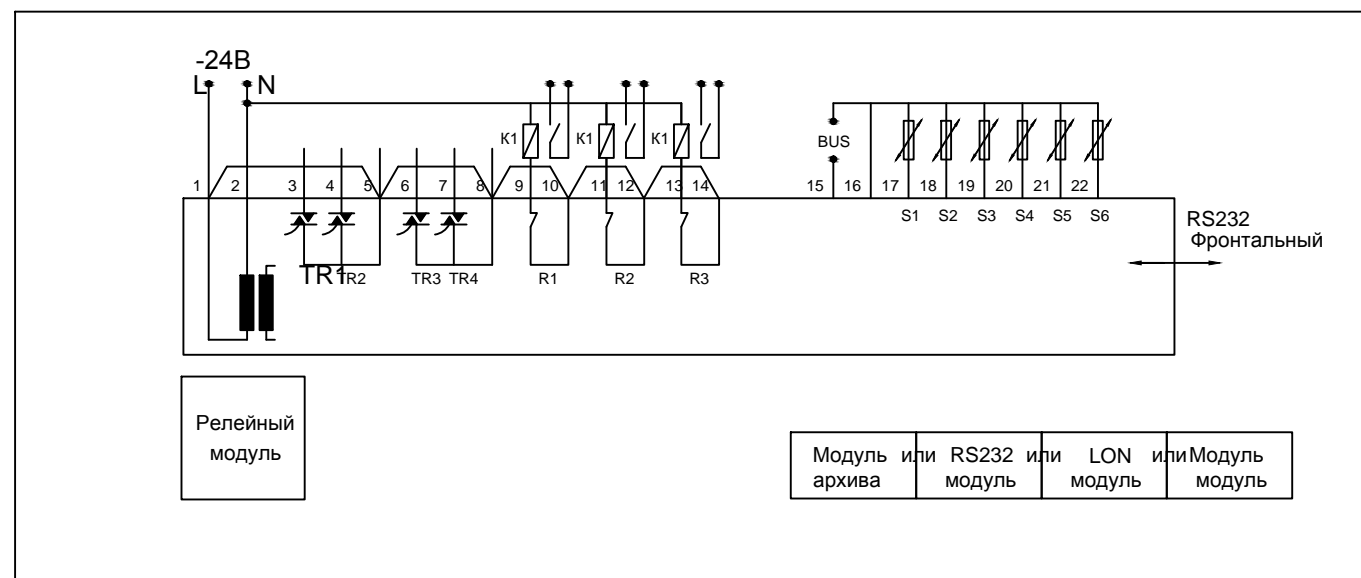 -24В
L N
К1 К1 К1
BUS
1 2 3 4 5 6 7 8 9 10 11 12 13 14 15 16 17 18 19 20 21 22
S1 S2 S3 S4 S5 S6
RS232
Фронтальный
TR1 TR2 TR3 TR4 R1 R2 R3
Релейный
модуль
Модуль или RS232 или LON или Модуль
архива модуль модуль модуль